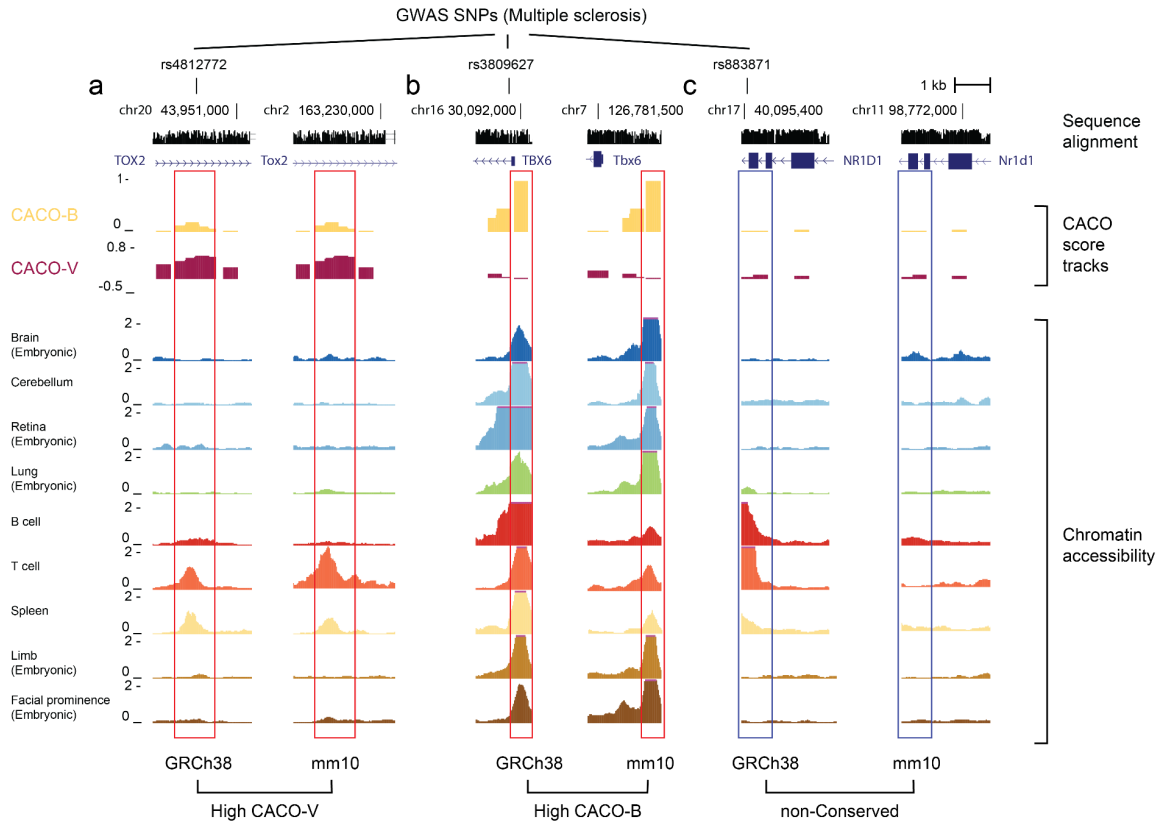 GWAS SNPs (Multiple sclerosis)
rs4812772
rs3809627
rs883871
a
b
c
1 kb
chr20 43,951,000
chr2 163,230,000
chr16 30,092,000
chr7 126,781,500
chr17 40,095,400
chr11 98,772,000
Sequence
alignment
TOX2
Tox2
TBX6
Tbx6
NR1D1
Nr1d1
1 -
CACO-B
0
0.8 -
CACO-V
-0.5
CACO
score
tracks
2 -
Brain
(Embryonic)
0
2 -
Cerebellum
0
2 -
Retina
(Embryonic)
0
2 -
Lung
(Embryonic)
0
2 -
B cell
0
2 -
T cell
0
2 -
Spleen
0
2 -
Limb
(Embryonic)
0
2 -
Facial prominence
(Embryonic)
0
Chromatin
accessibility
GRCh38
mm10
GRCh38
mm10
GRCh38
mm10
High CACO-V
High CACO-B
non-Conserved